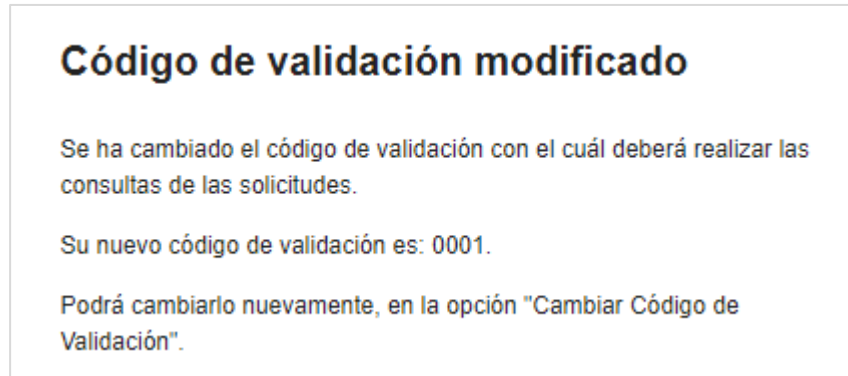 Código de validación modificado
Se ha cambiado el código de validación con el cuál deberá realizar las
consultas de las solicitudes.
Su nuevo código de validación es: 0001.
Podrá cambiarlo nuevamente, en la opción "Cambiar Código de
Validación".